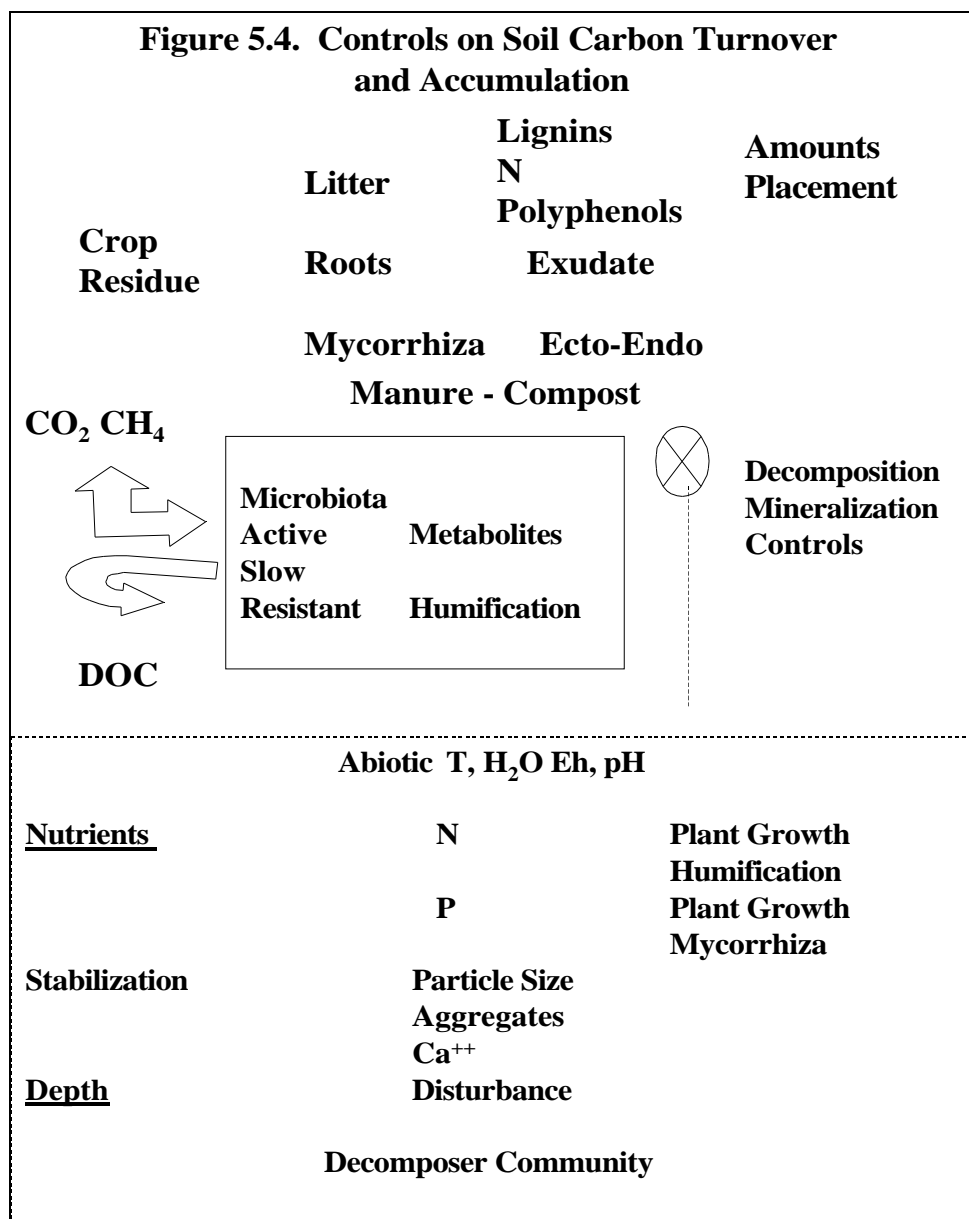 Figure 5.4. Controls on Soil Carbon Turnover
and Accumulation
Lignins
N
Polyphenols
Amounts
Placement
Litter
Crop
Residue
Roots
Exudate
Mycorrhiza
Ecto-Endo
Manure - Compost
CO₂ CH₄
Microbiota
Active
Metabolites
Slow
Resistant
Humification
Decomposition
Mineralization
Controls
DOC
Abiotic T, H₂O Eh, pH
Nutrients
N
Plant Growth
Humification
P
Plant Growth
Mycorrhiza
Stabilization
Particle Size
Aggregates
Ca⁺⁺
Depth
Disturbance
Decomposer Community